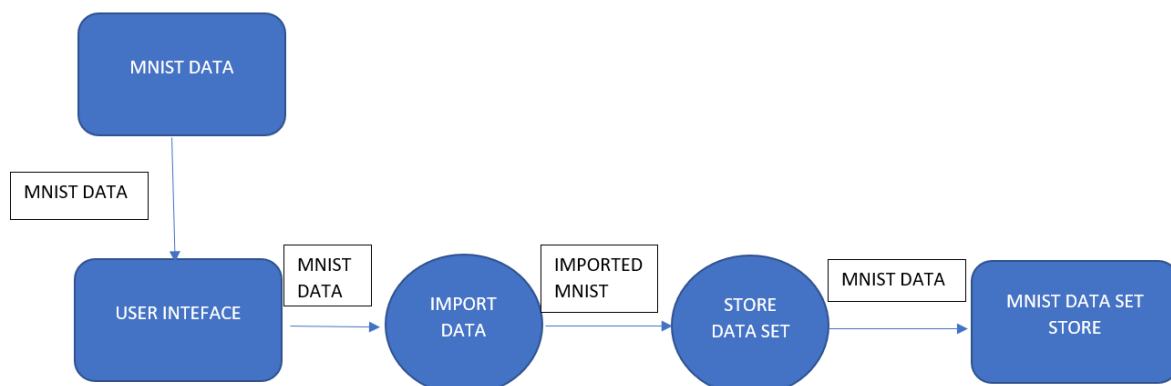 MNIST DATA
MNIST DATA
USER INTEFACE
MNIST
DATA
IMPORT
DATA
IMPORTED
MNIST
STORE
DATA SET
MNIST DATA
MNIST DATA SET
STORE